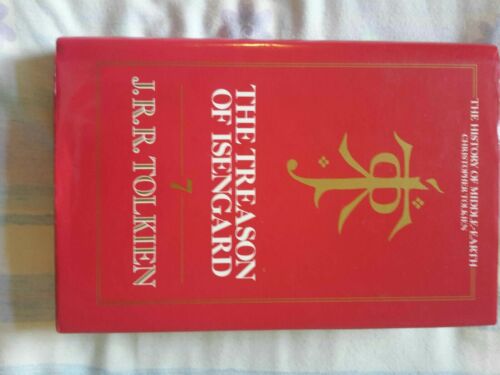 THE HISTORY OF MIDDLE-EARTH
CHRISTOPHER TOLKIEN
THE TREASON
OF ISENGARD
7
J.R.R. TOLKIEN